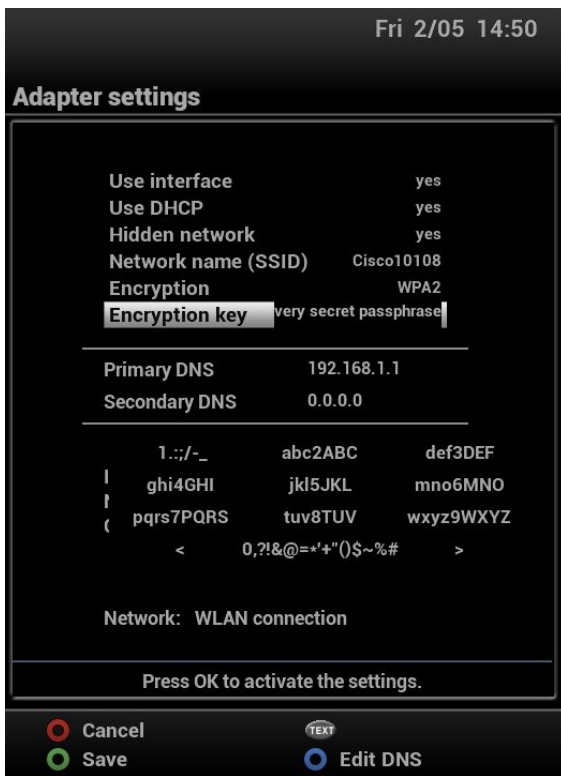 Fri 2/05 14:50
Adapter settings
Use interface yes
Use DHCP yes
Hidden network yes
Network name (SSID) Cisco10108
Encryption WPA2
Encryption key very secret passphrase
Primary DNS 192.168.1.1
Secondary DNS 0.0.0.0
1.:;/-_ abc2ABC def3DEF
ghi4GHI jkl5JKL mno6MNO
pqrs7PQRS tuv8TUV wxyz9WXYZ
< 0,?!&@=*'+"()$~%# >
Network: WLAN connection
Press OK to activate the settings.
Cancel TEXT
Save Edit DNS